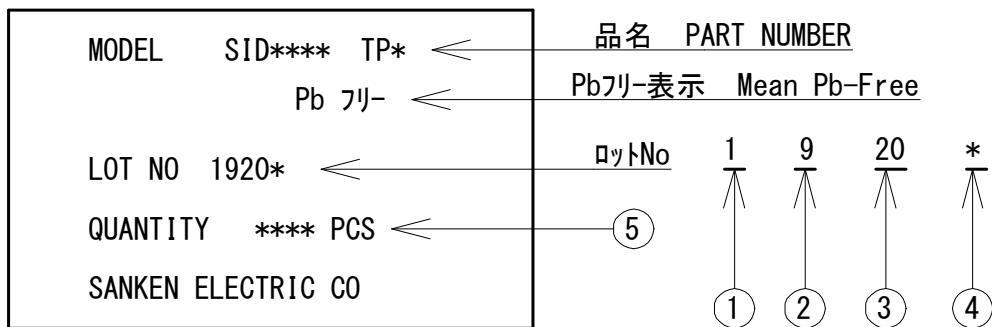 MODEL SID**** TP*
品名 PART NUMBER
Pb フリー
Pbフリー表示 Mean Pb-Free
LOT NO 1920*
ロットNo 1 9 20 *
QUANTITY **** PCS
⑤
SANKEN ELECTRIC CO
① ② ③ ④